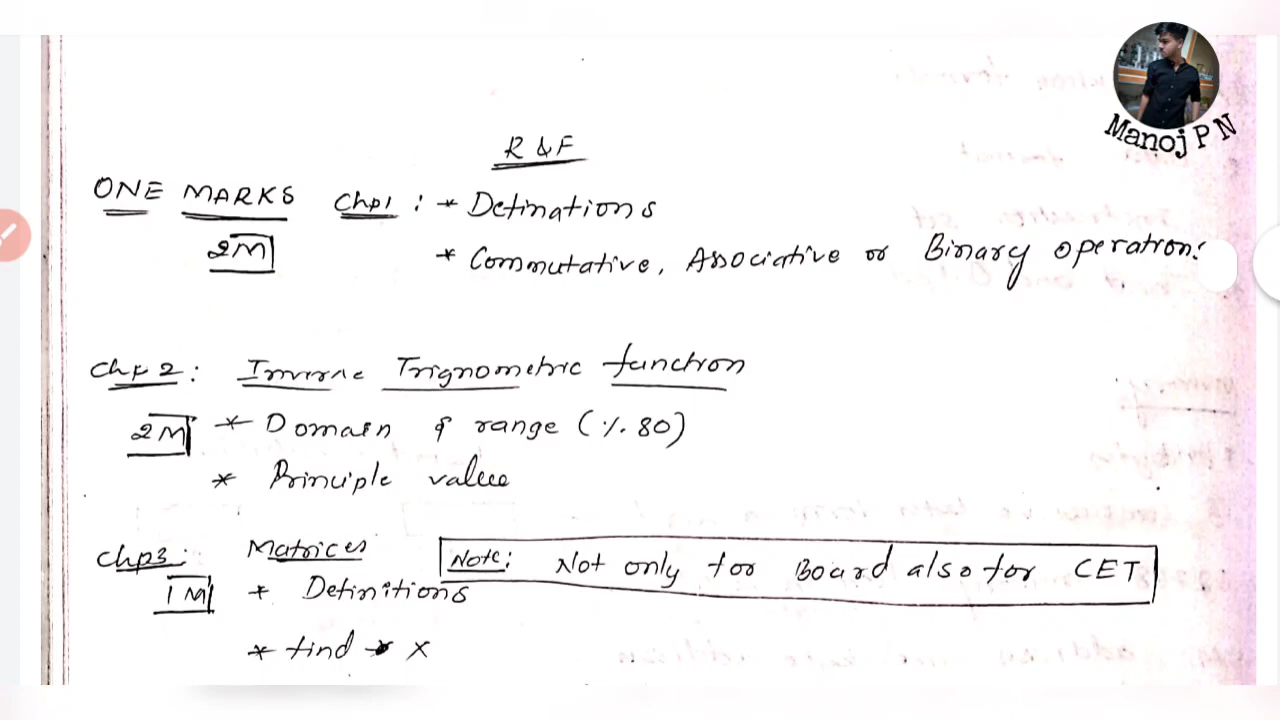 Manoj P N
R & F
ONE MARKS Chp1 : * Definations
2M
* Commutative, Associative or Binary operation:
Chp 2 : Inverse Trignometric function
2M * Domain & range (%. 80)
* Principle value
Chp3 : Matrices
Note: Not only for Board also for CET
1M * Definitions
* find x